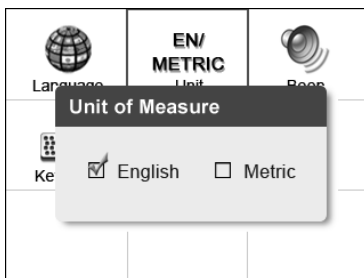 EN/
METRIC
Language Unit Beep
Unit of Measure
Ke
English Metric